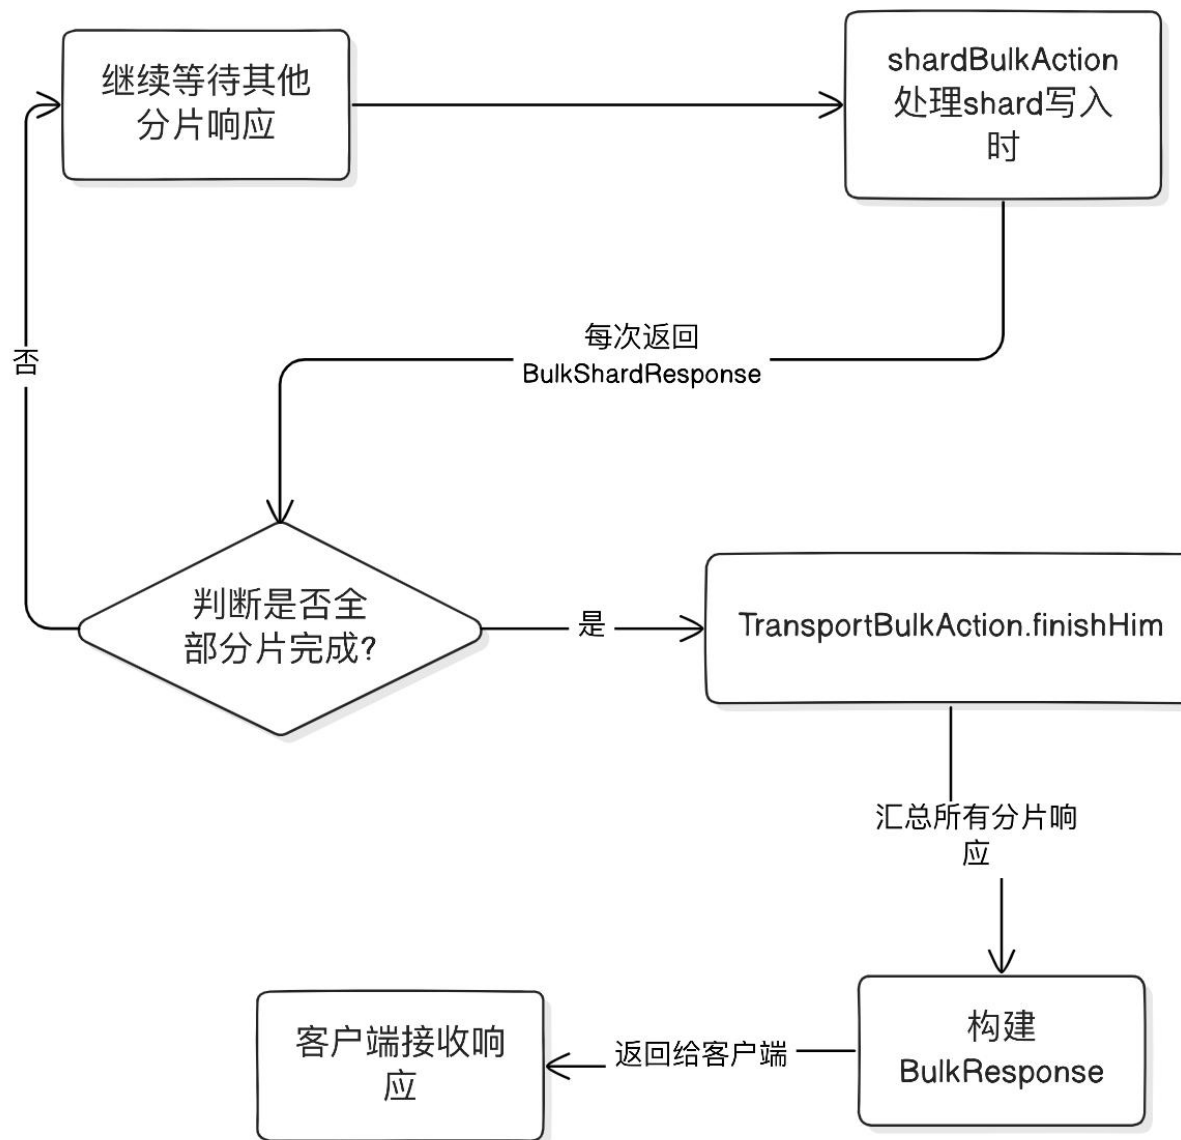 继续等待其他
分片响应
shardBulkAction
处理shard写入
时
每次返回
BulkShardResponse
否
判断是否全
部分片完成?
是
TransportBulkAction.finishHim
汇总所有分片响
应
构建
BulkResponse
返回给客户端
客户端接收响
应